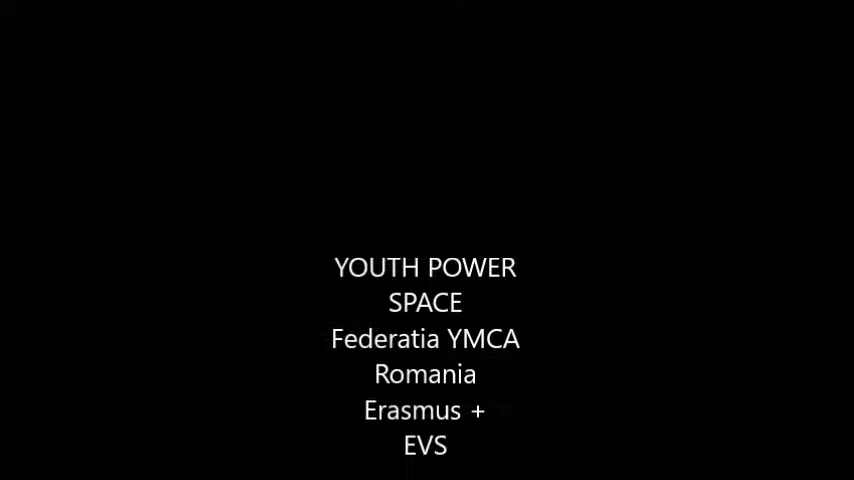 YOUTH POWER
SPACE
Federatia YMCA
Romania
Erasmus +
EVS